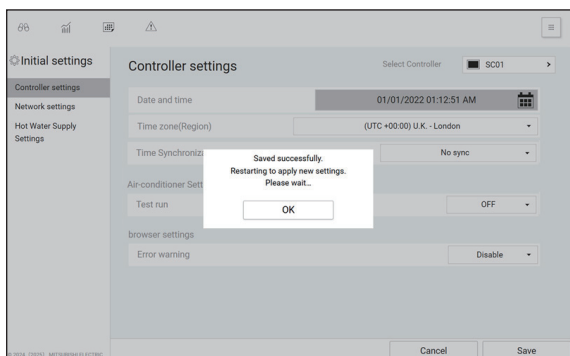 Initial settings
Controller settings
Network settings
Hot Water Supply
Settings
Controller settings
Select Controller
SC01
Date and time
01/01/2022 01:12:51 AM
Time zone(Region)
(UTC +00:00) U.K. - London
Time Synchroniza
No sync
Saved successfully.
Restarting to apply new settings.
Please wait...
OK
Air-conditioner Sett
Test run
OFF
browser settings
Error warning
Disable
Cancel
Save